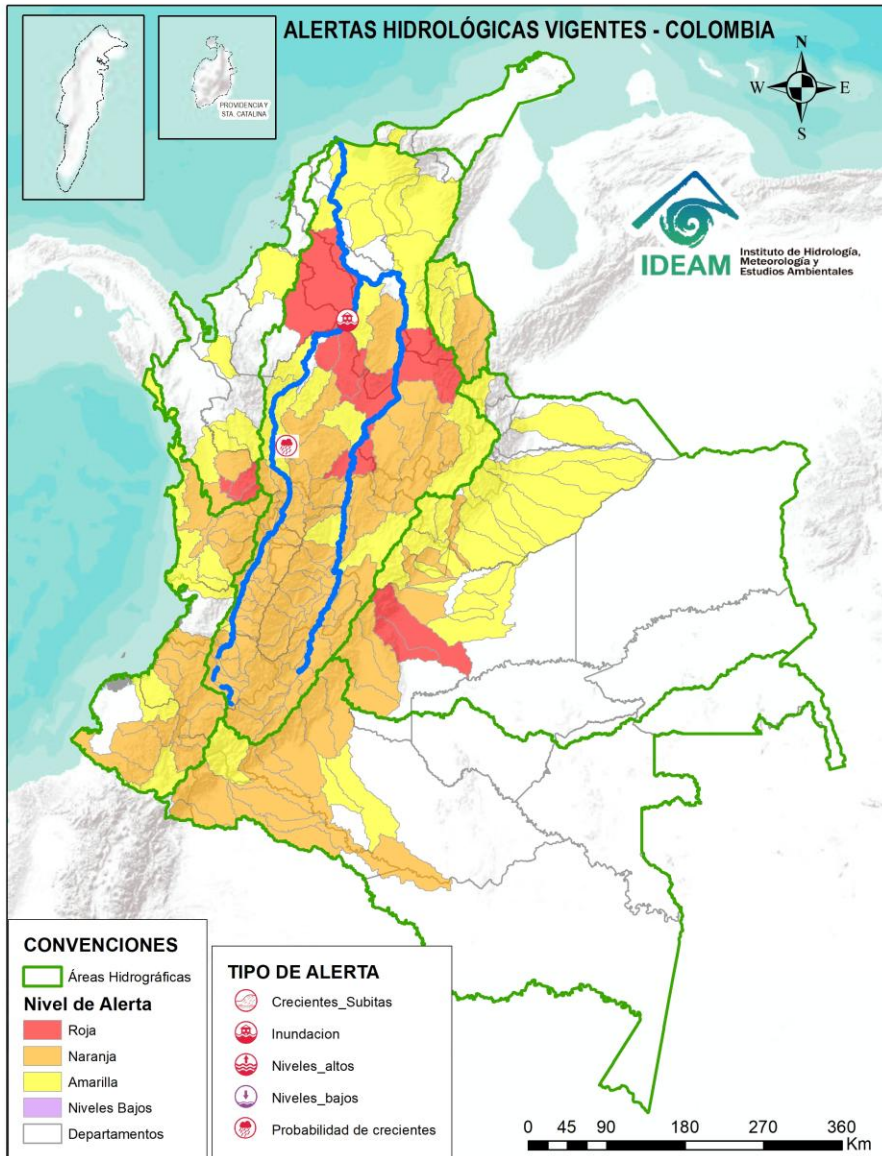 ALERTAS HIDROLÓGICAS VIGENTES - COLOMBIA
PROVIDENCIA Y
STA. CATALINA
N
W E
S
IDEAM
Instituto de Hidrología,
Meteorología y
Estudios Ambientales
CONVENCIONES
Áreas Hidrográficas
Nivel de Alerta
Roja
Naranja
Amarilla
Niveles Bajos
Departamentos
TIPO DE ALERTA
Crecientes_Subitas
Inundacion
Niveles_altos
Niveles_bajos
Probabilidad de crecientes
0 45 90 180 270 360
Km